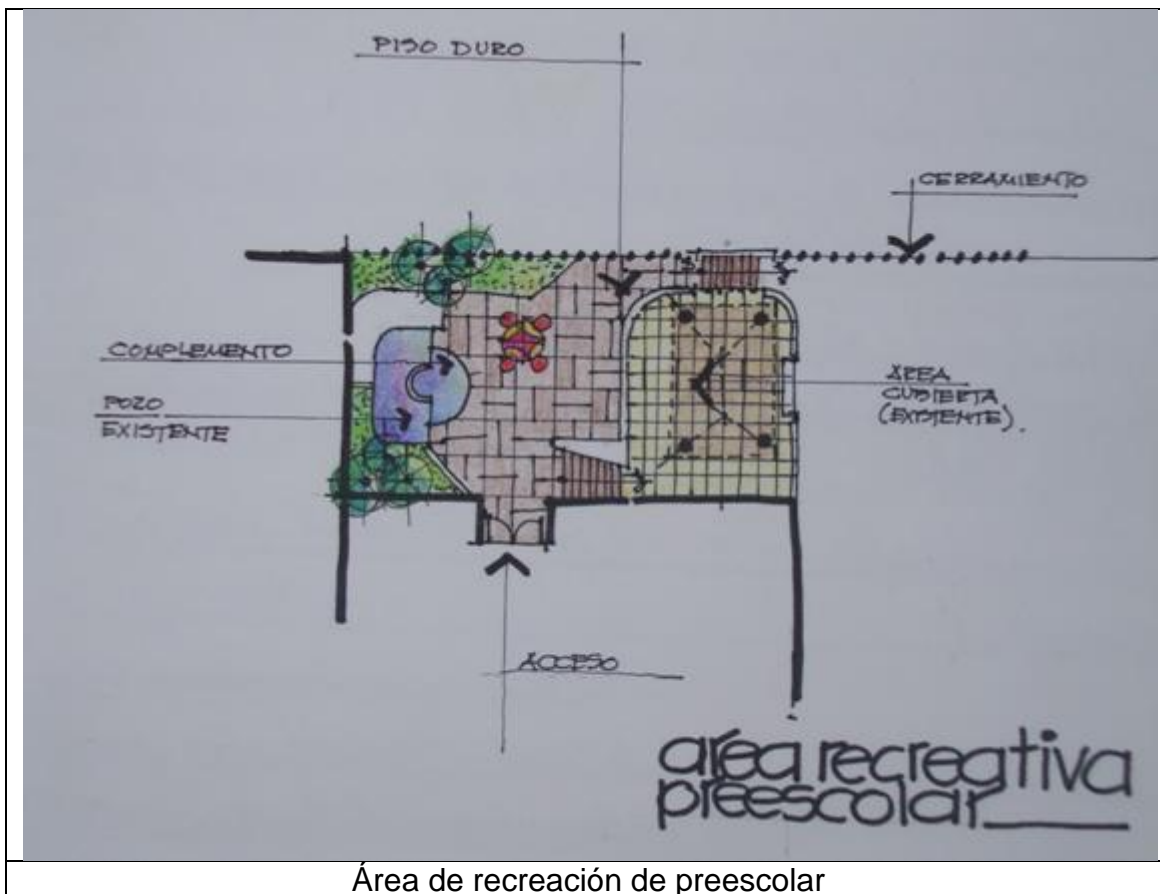 PISO DURO
CERRAMIENTO
COMPLEMENTO
POZO
EXISTENTE
AREA
CUBIERTA
(EXISTENTE).
ACCESO
area recreativa
preescolar
Área de recreación de preescolar